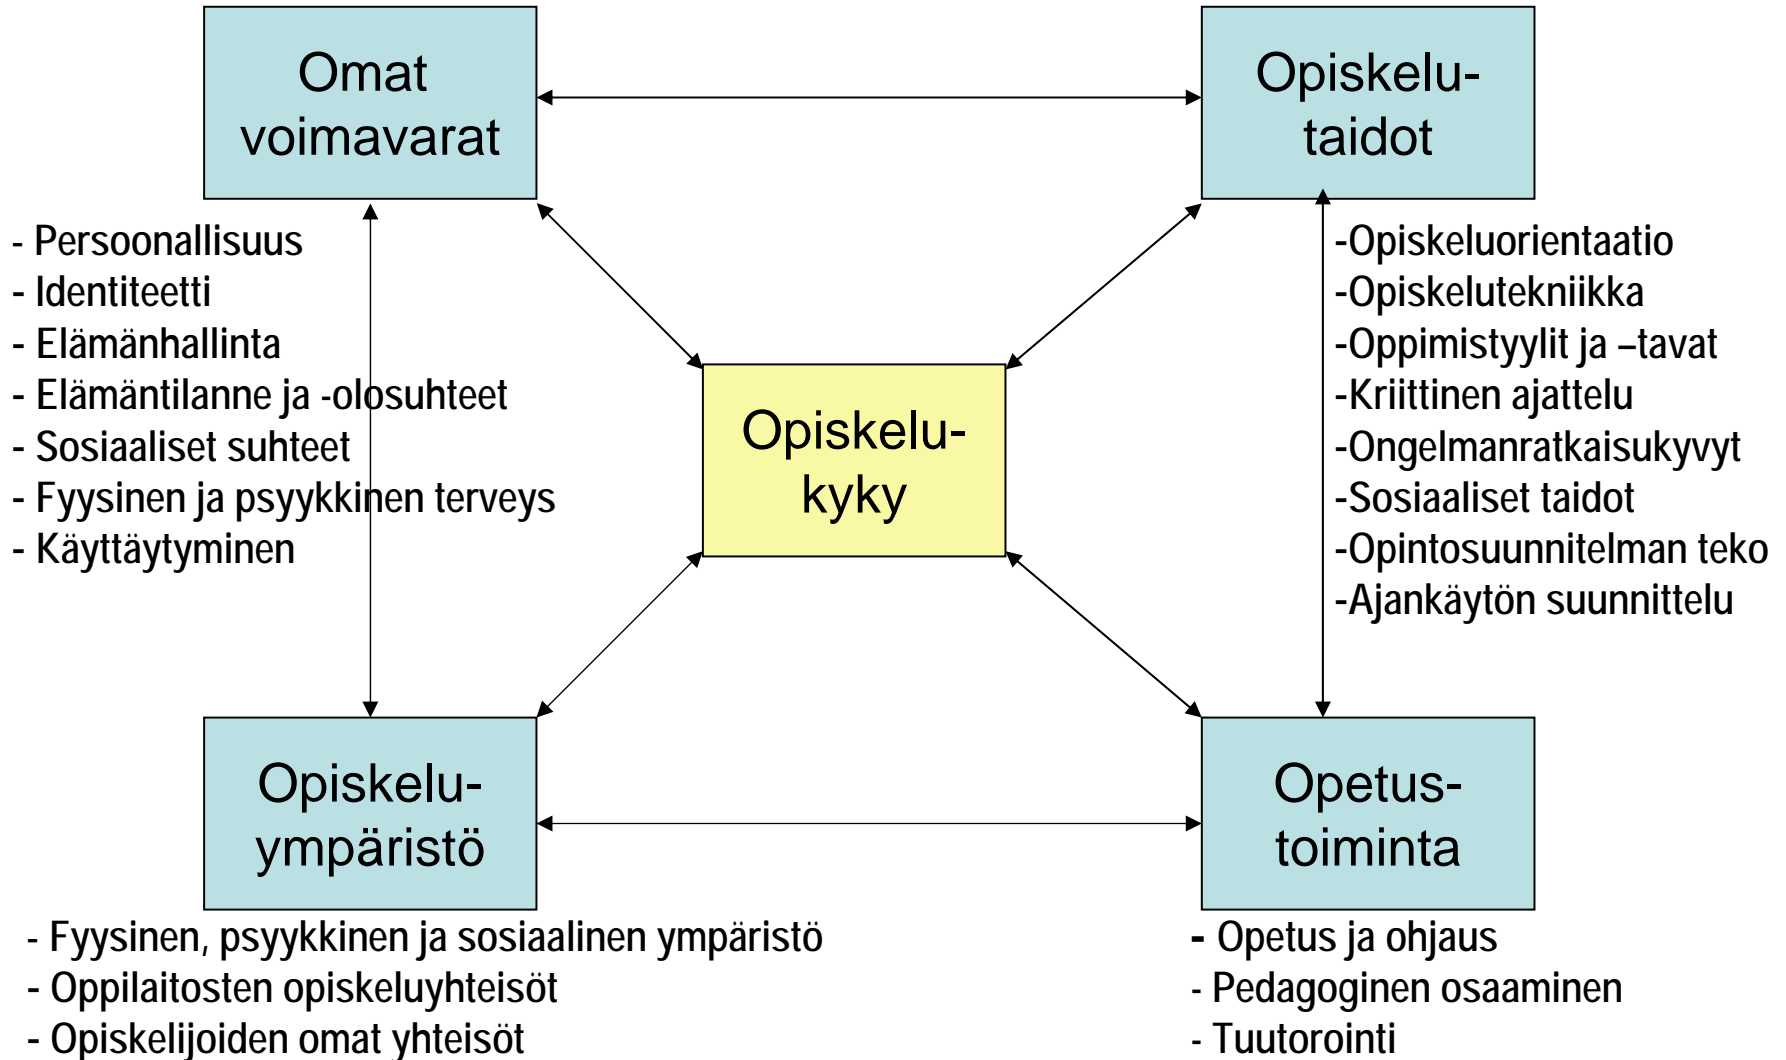 Omat
voimavarat
Opiskelu-
taidot
- Persoonallisuus
- Identiteetti
- Elämänhallinta
- Elämäntilanne ja -olosuhteet
- Sosiaaliset suhteet
- Fyysinen ja psyykkinen terveys
- Käyttäytyminen
Opiskelu-
kyky
-Opiskeluorientaatio
-Opiskelutekniikka
-Oppimistyylit ja –tavat
-Kriittinen ajattelu
-Ongelmanratkaisukyvyt
-Sosiaaliset taidot
-Opintosuunnitelman teko
-Ajankäytön suunnittelu
Opiskelu-
ympäristö
Opetus-
toiminta
- Fyysinen, psyykkinen ja sosiaalinen ympäristö
- Oppilaitosten opiskeluyhteisöt
- Opiskelijoiden omat yhteisöt
- Opetus ja ohjaus
- Pedagoginen osaaminen
- Tuutorointi